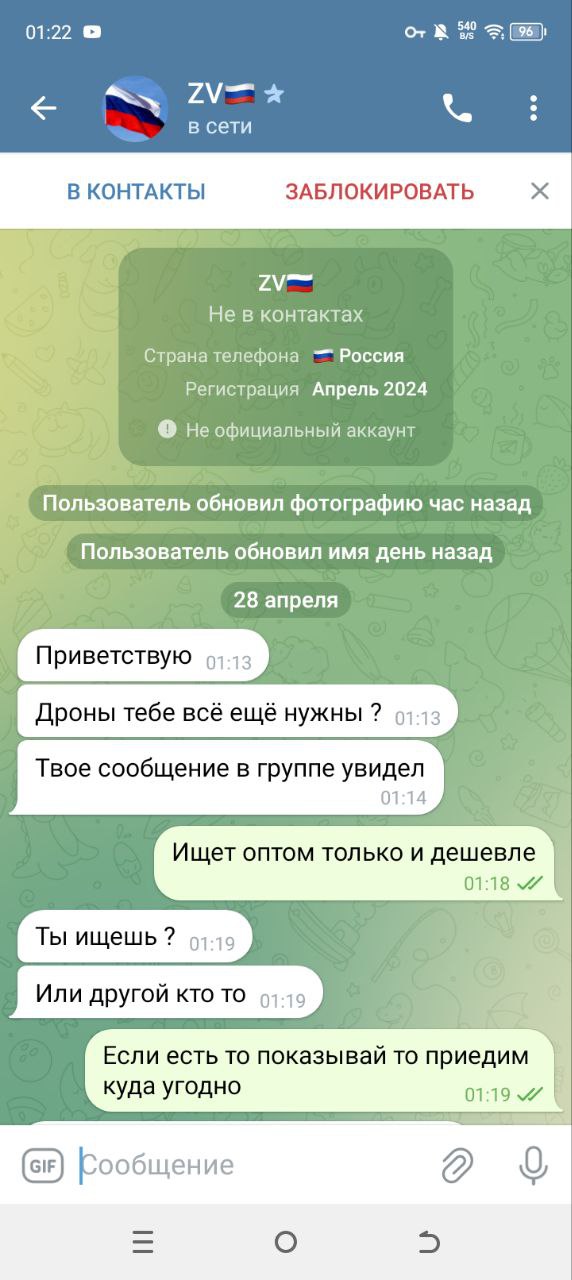 01:22
540
B/S
96
ZV🇷🇺
в сети
В КОНТАКТЫ ЗАБЛОКИРОВАТЬ
ZV🇷🇺
Не в контактах
Страна телефона 🇷🇺 Россия
Регистрация Апрель 2024
Не официальный аккаунт
Пользователь обновил фотографию час назад
Пользователь обновил имя день назад
28 апреля
Приветствую 01:13
Дроны тебе всё ещё нужны ? 01:13
Твое сообщение в группе увидел
01:14
Ищет оптом только и дешевле
01:18
Ты ищешь ? 01:19
Или другой кто то 01:19
Если есть то показывай то приедим
куда угодно
01:19
GIF Сообщение